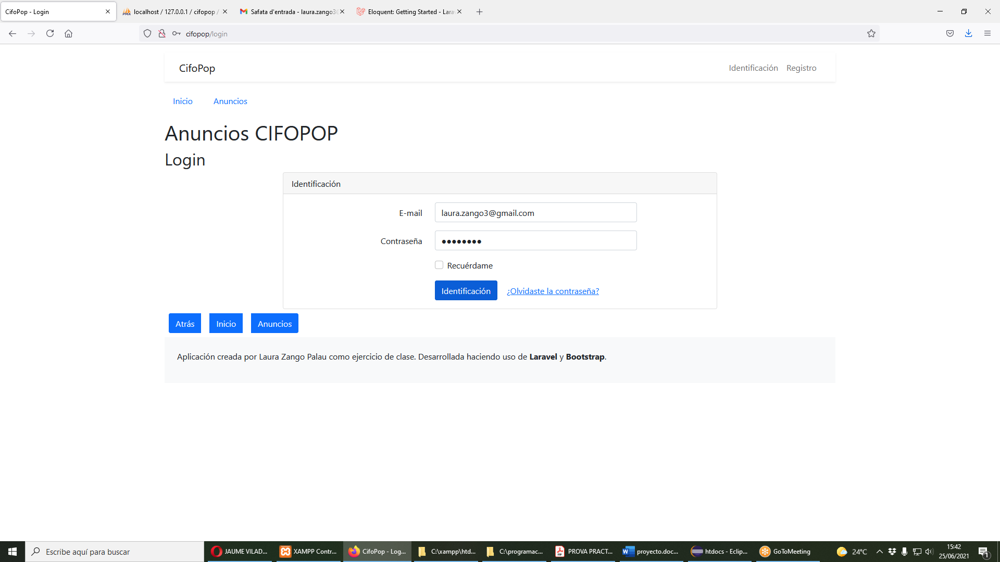 CifoPop - Login
localhost / 127.0.0.1 / cifopop /
Safata d'entrada - laura.zango3
Eloquent: Getting Started - Lara
cifopop/login
CifoPop
Identificación Registro
Inicio Anuncios
Anuncios CIFOPOP
Login
Identificación
E-mail laura.zango3@gmail.com
Contraseña ●●●●●●●●
Recuérdame
Identificación ¿Olvidaste la contraseña?
Atrás Inicio Anuncios
Aplicación creada por Laura Zango Palau como ejercicio de clase. Desarrollada haciendo uso de Laravel y Bootstrap.
Escribe aquí para buscar
JAUME VILAD...
XAMPP Contr...
CifoPop - Log...
C:\xampp\htd...
C:\programac...
PROVA PRACT...
proyecto.doc...
htdocs - Eclip...
GoToMeeting
24°C
15:42
25/06/2021
1